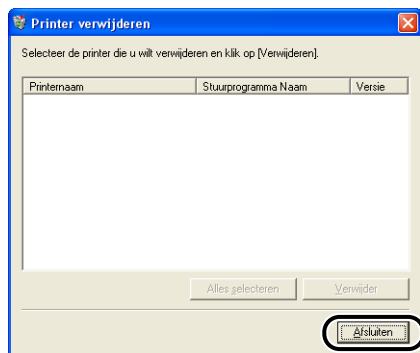 Printer verwijderen
Selecteer de printer die u wilt verwijderen en klik op [Verwijderen].
Printernaam Stuurprogramma Naam Versie
Alles selecteren Verwijder
Afsluiten